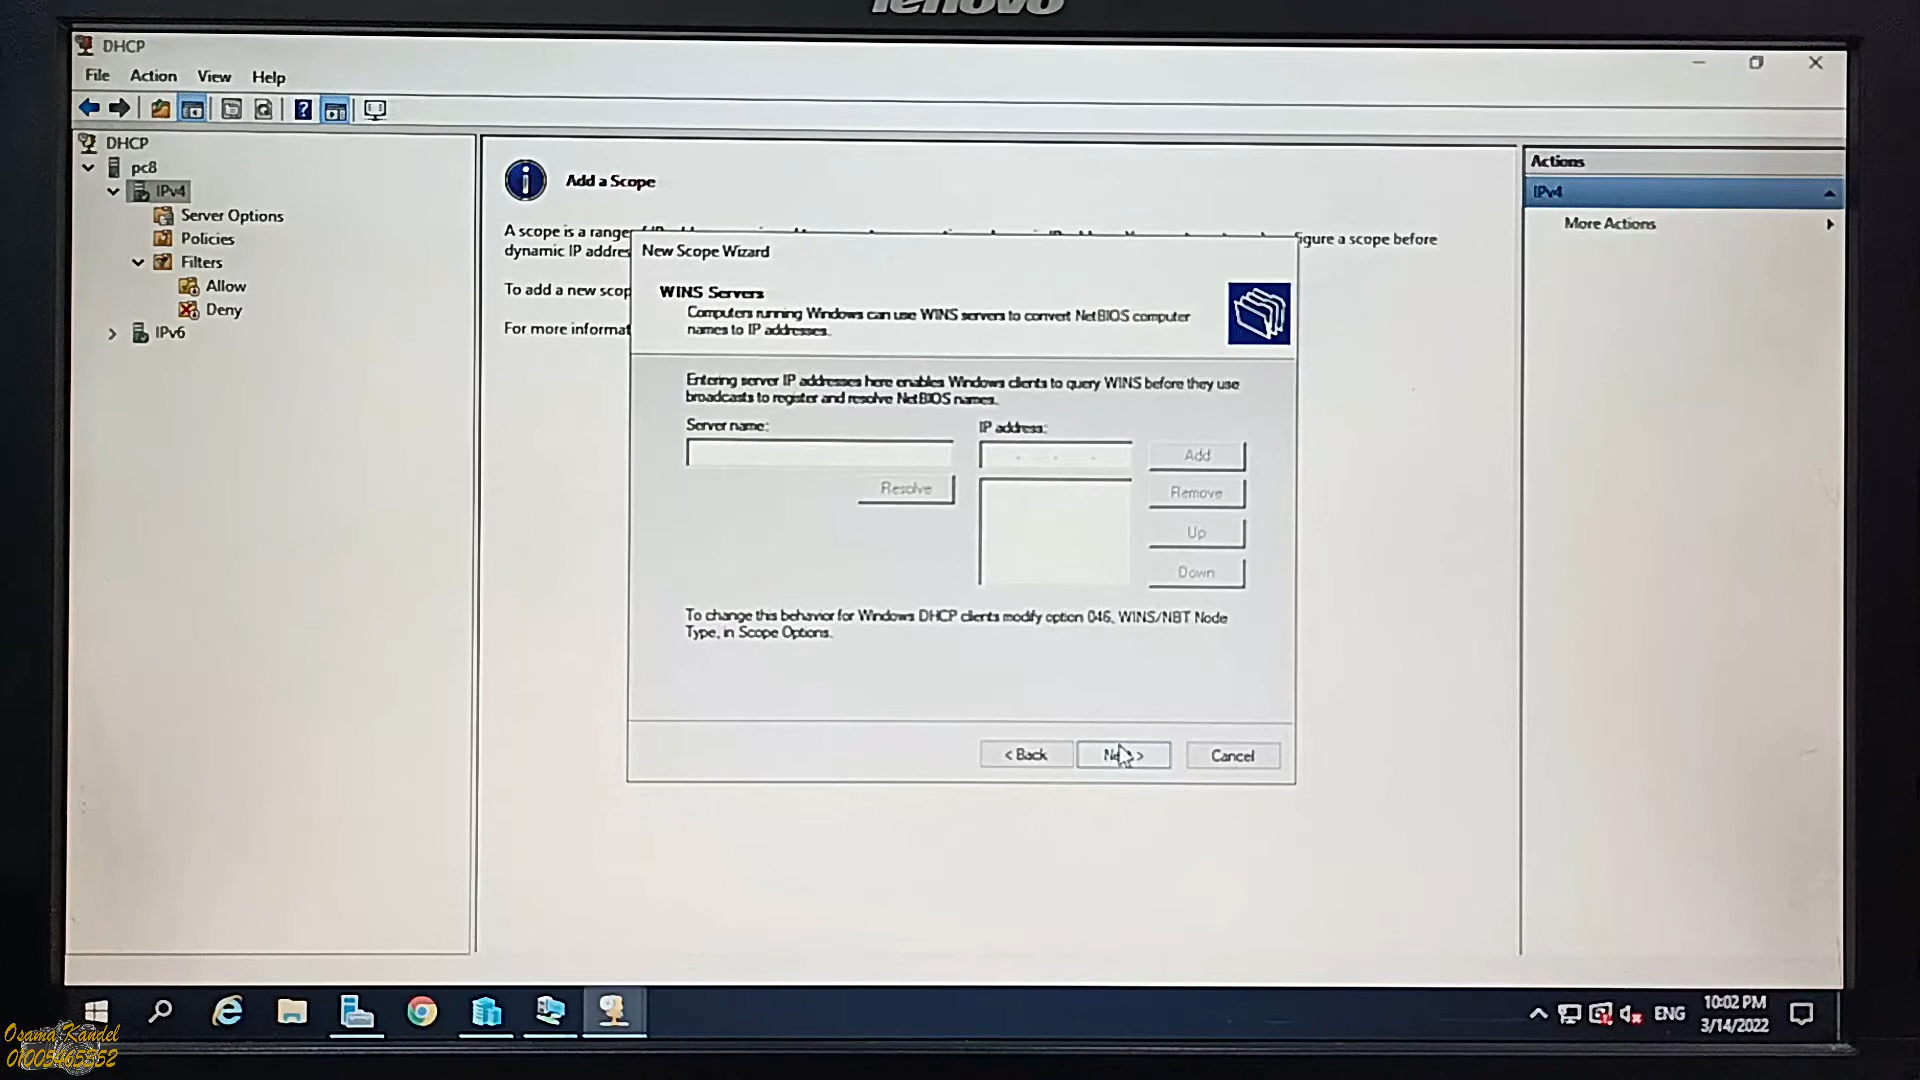 lenovo
DHCP
File Action View Help
DHCP
pc8
IPv4
Server Options
Policies
Filters
Allow
Deny
IPv6
Add a Scope
A scope is a range
figure a scope before
dynamic IP addres
To add a new scop
For more informat
New Scope Wizard
WINS Servers
Computers running Windows can use WINS servers to convert NetBIOS computer
names to IP addresses.
Entering server IP addresses here enables Windows clients to query WINS before they use
broadcasts to register and resolve NetBIOS names.
Server name:
IP address:
Add
Resolve
Remove
Up
Down
To change this behavior for Windows DHCP clients modify option 046, WINS/NBT Node
Type, in Scope Options.
< Back
Cancel
Actions
IPv4
More Actions
ENG
10:02 PM
3/14/2022
Osama Kandel
01005465352